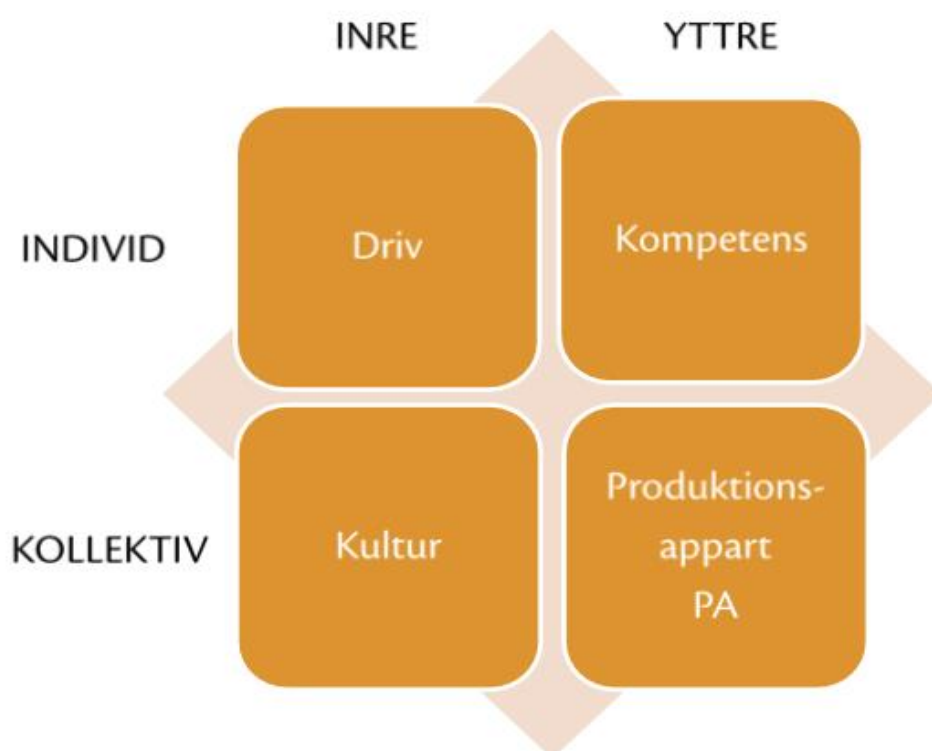 INRE YTTRE
INDIVID Driv Kompetens
KOLLEKTIV Kultur Produktions-
appart
PA